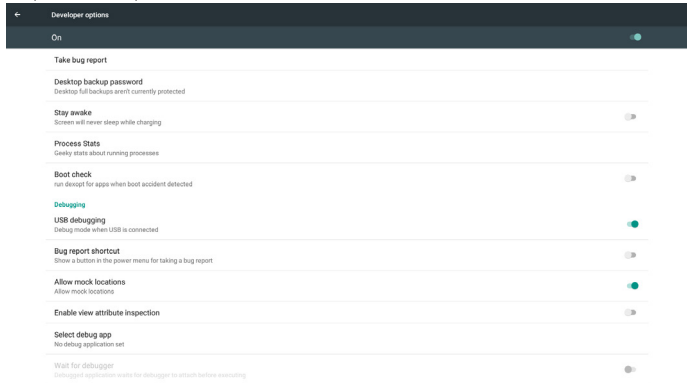 Developer options
On
Take bug report
Desktop backup password
Desktop full backups aren't currently protected
Stay awake
Screen will never sleep while charging
Process Stats
Geeky stats about running processes
Boot check
run dexopt for apps when boot accident detected
Debugging
USB debugging
Debug mode when USB is connected
Bug report shortcut
Show a button in the power menu for taking a bug report
Allow mock locations
Allow mock locations
Enable view attribute inspection
Select debug app
No debug application set
Wait for debugger
Debugged application waits for debugger to attach before executing